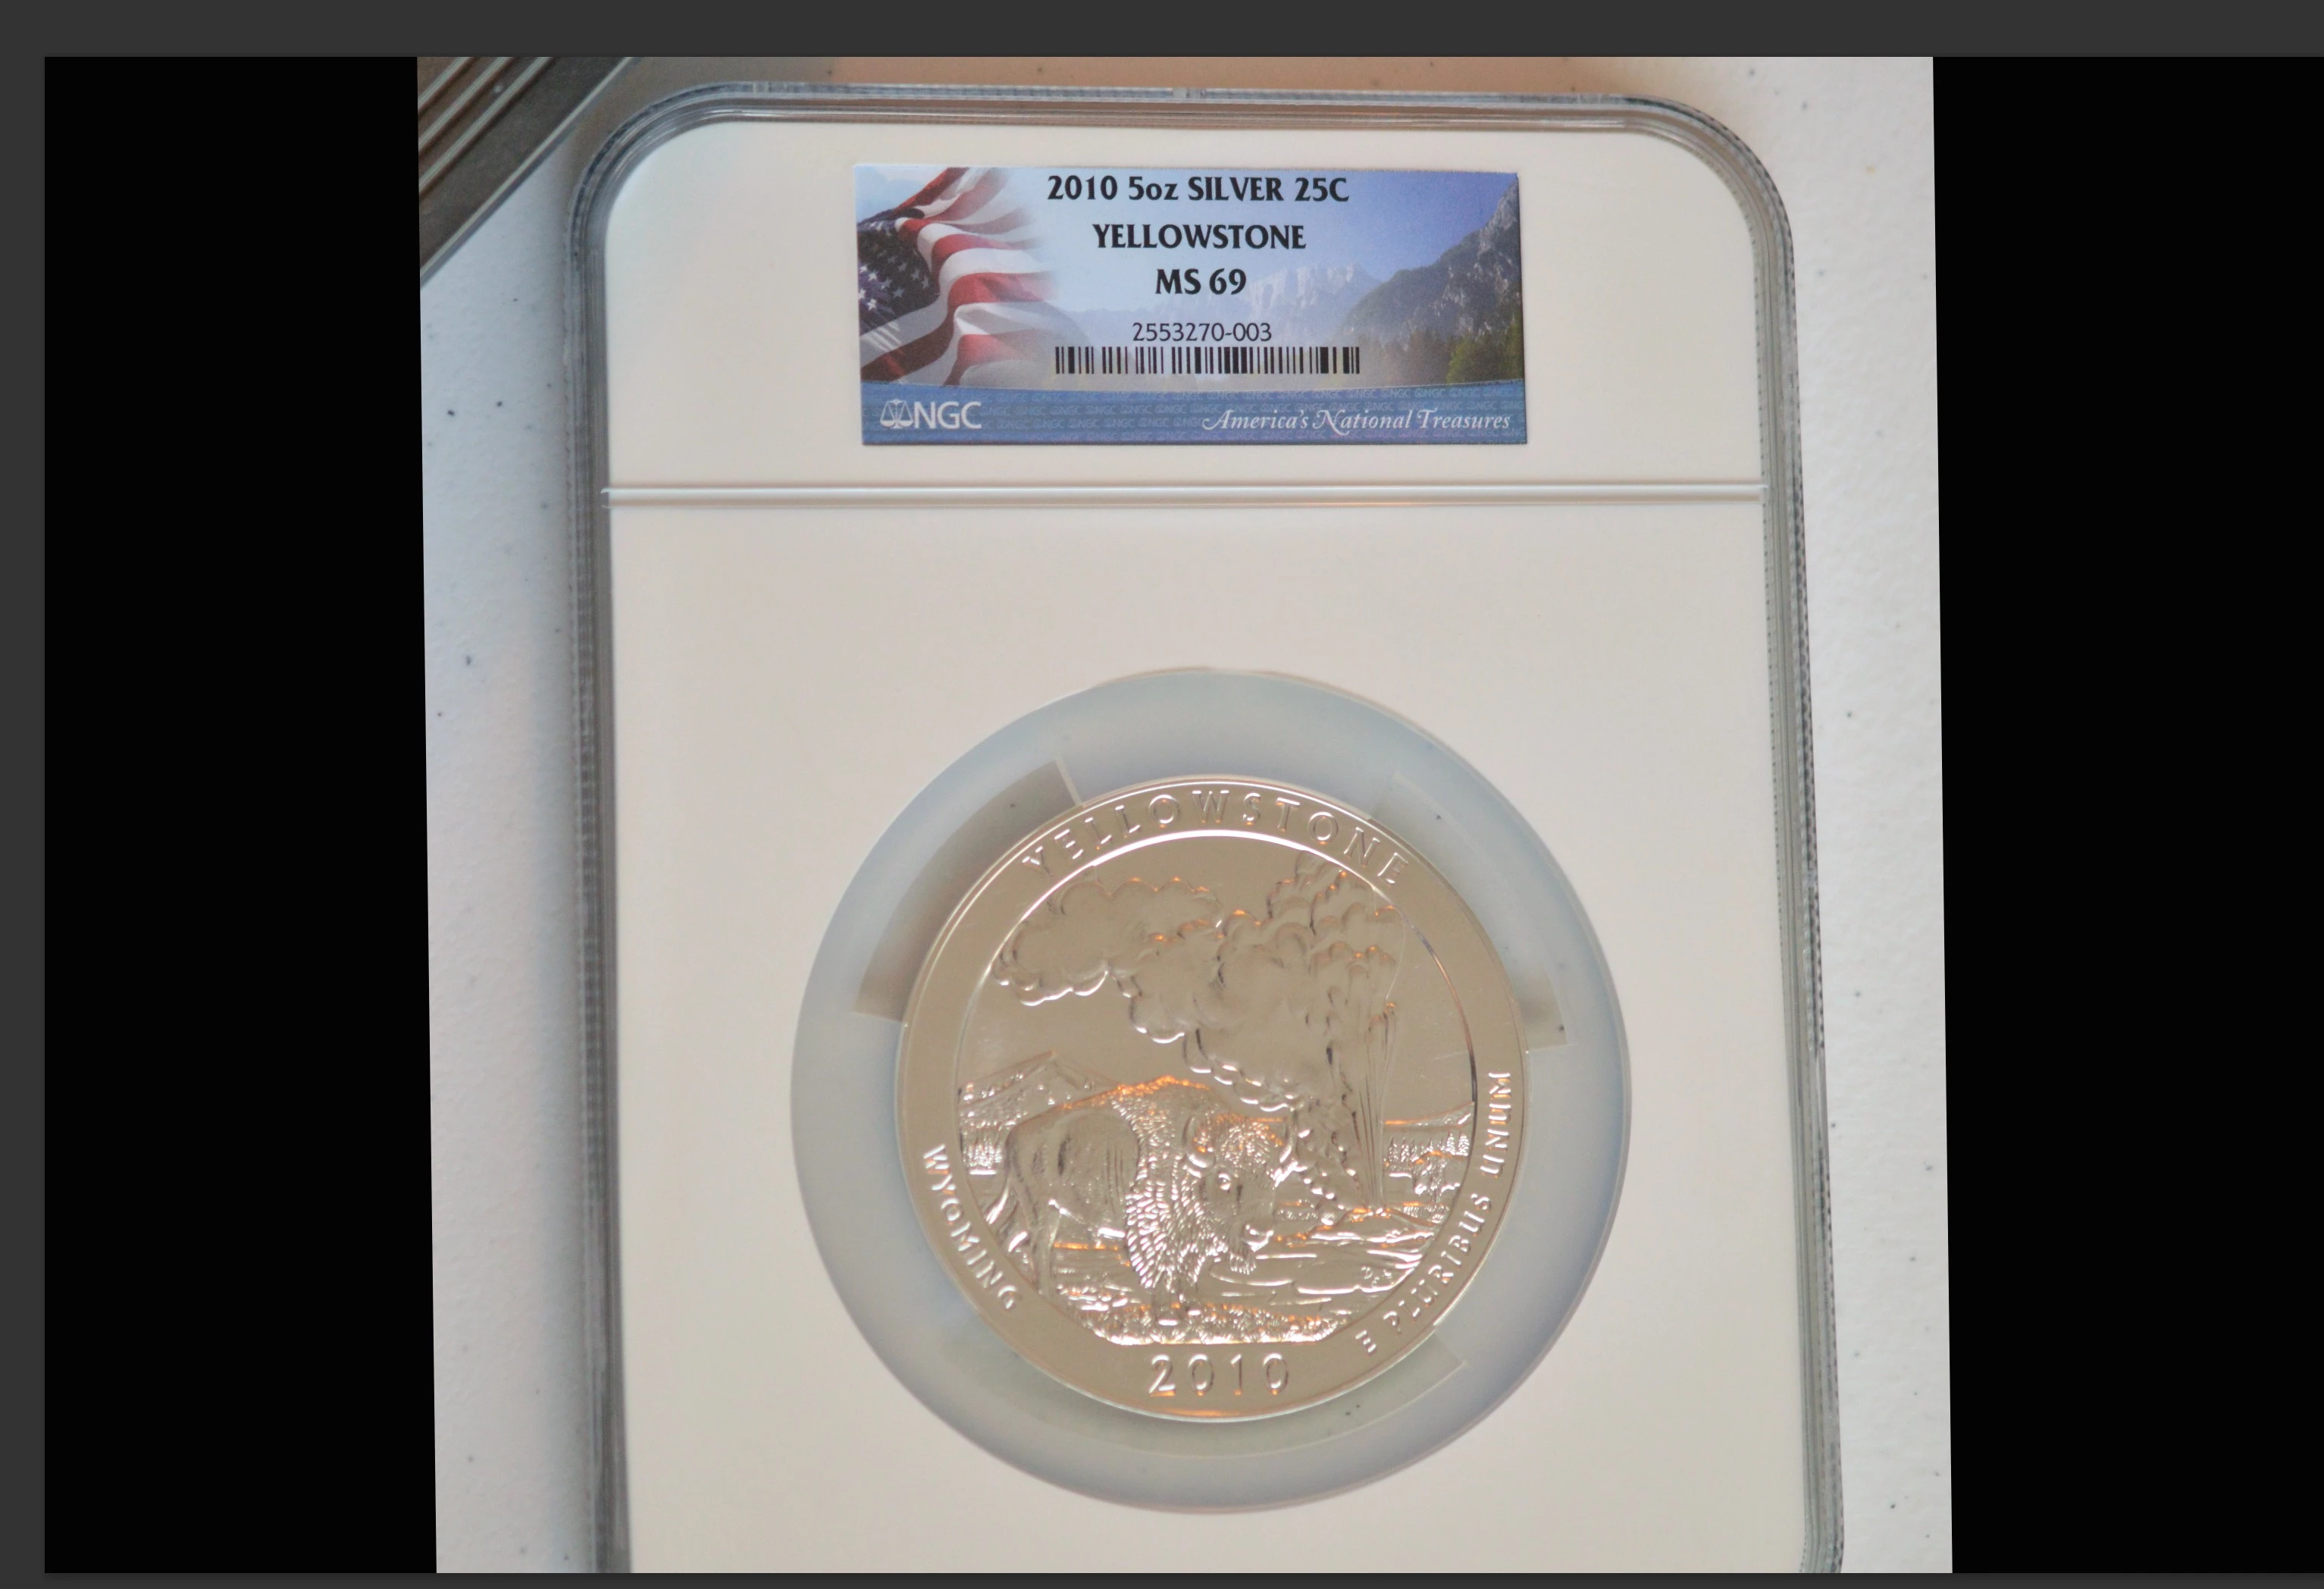 2010 5oz SILVER 25C
YELLOWSTONE
MS 69
2553270-003
NGC
America's National Treasures
YELLOWSTONE
WYOMING
E PLURIBUS UNUM
2010